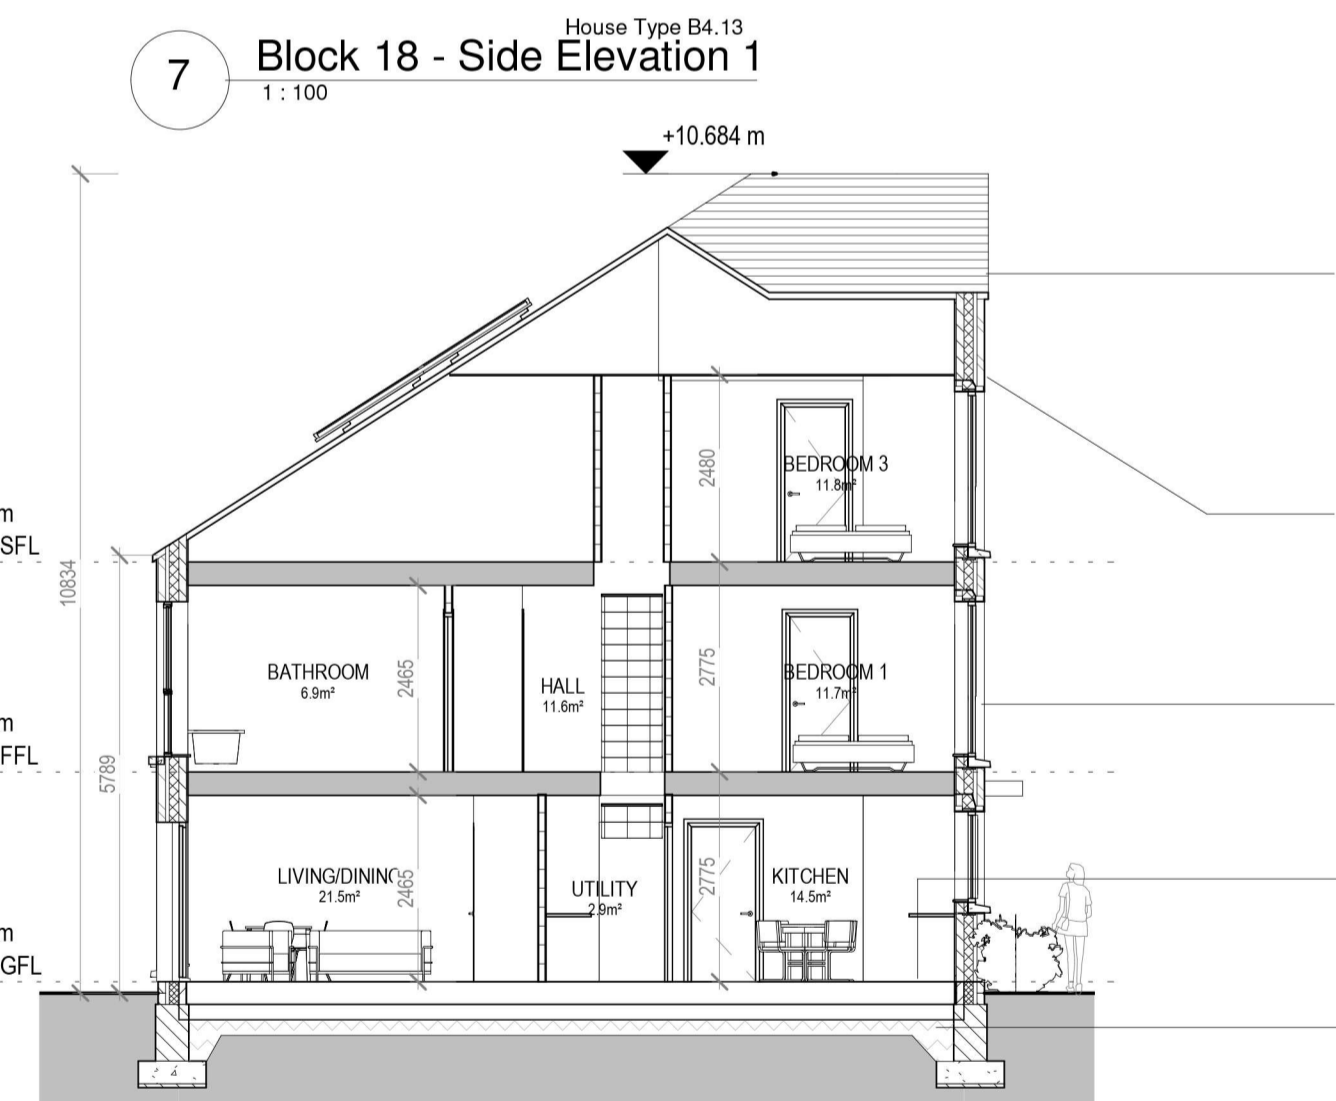 House Type B4.13
7
Block 18 - Side Elevation 1
1 : 100
+10.684 m
2480
BEDROOM 3
11.8m²
m
SFL
10834
5789
BATHROOM
6.9m²
2465
HALL
11.6m²
2775
BEDROOM 1
11.7m²
m
FFL
LIVING/DINING
21.5m²
2465
UTILITY
2.9m²
2775
KITCHEN
14.5m²
m
GFL